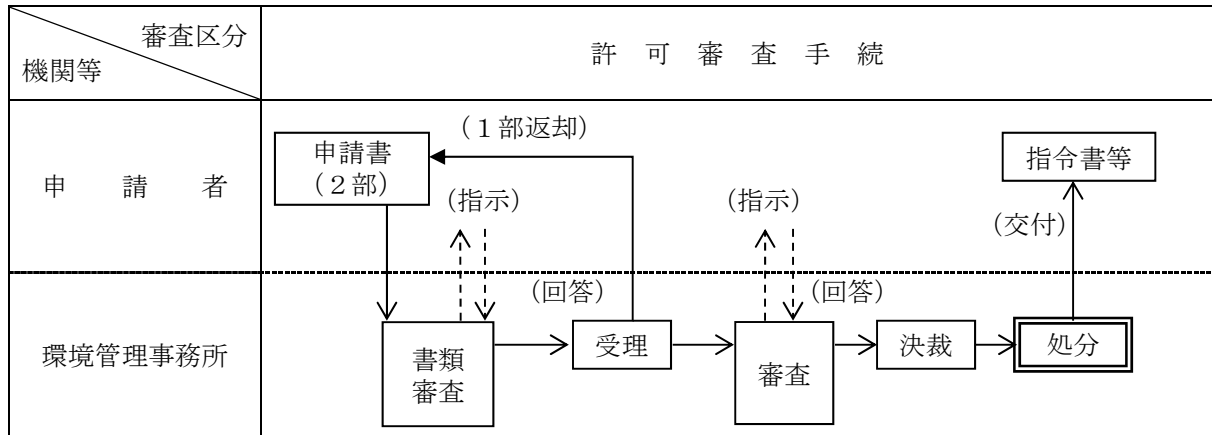 審査区分
機関等
許 可 審 査 手 続
申 請 者
申請書
（２部）
（１部返却）
（指示）
（指示）
指令書等
（交付）
環境管理事務所
書類
審査
（回答）
受理
審査
（回答）
決裁
処分